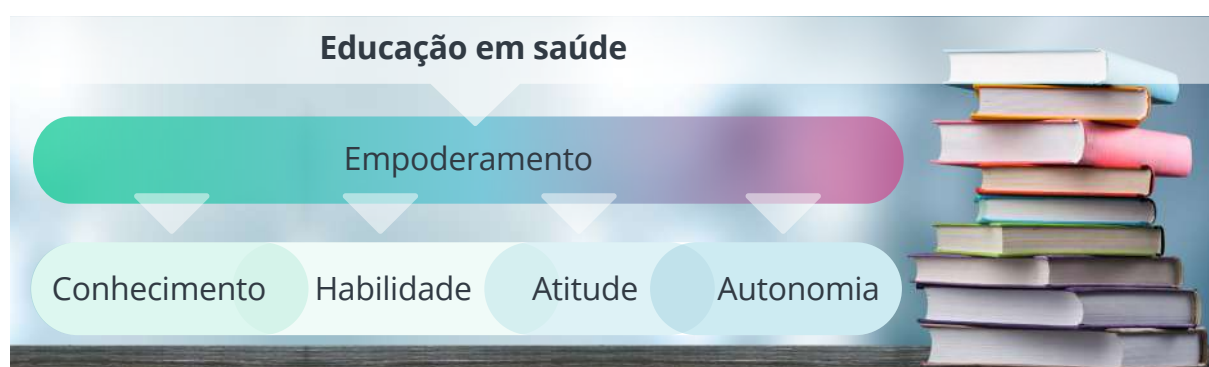 Educação em saúde
Empoderamento
Conhecimento Habilidade Atitude Autonomia